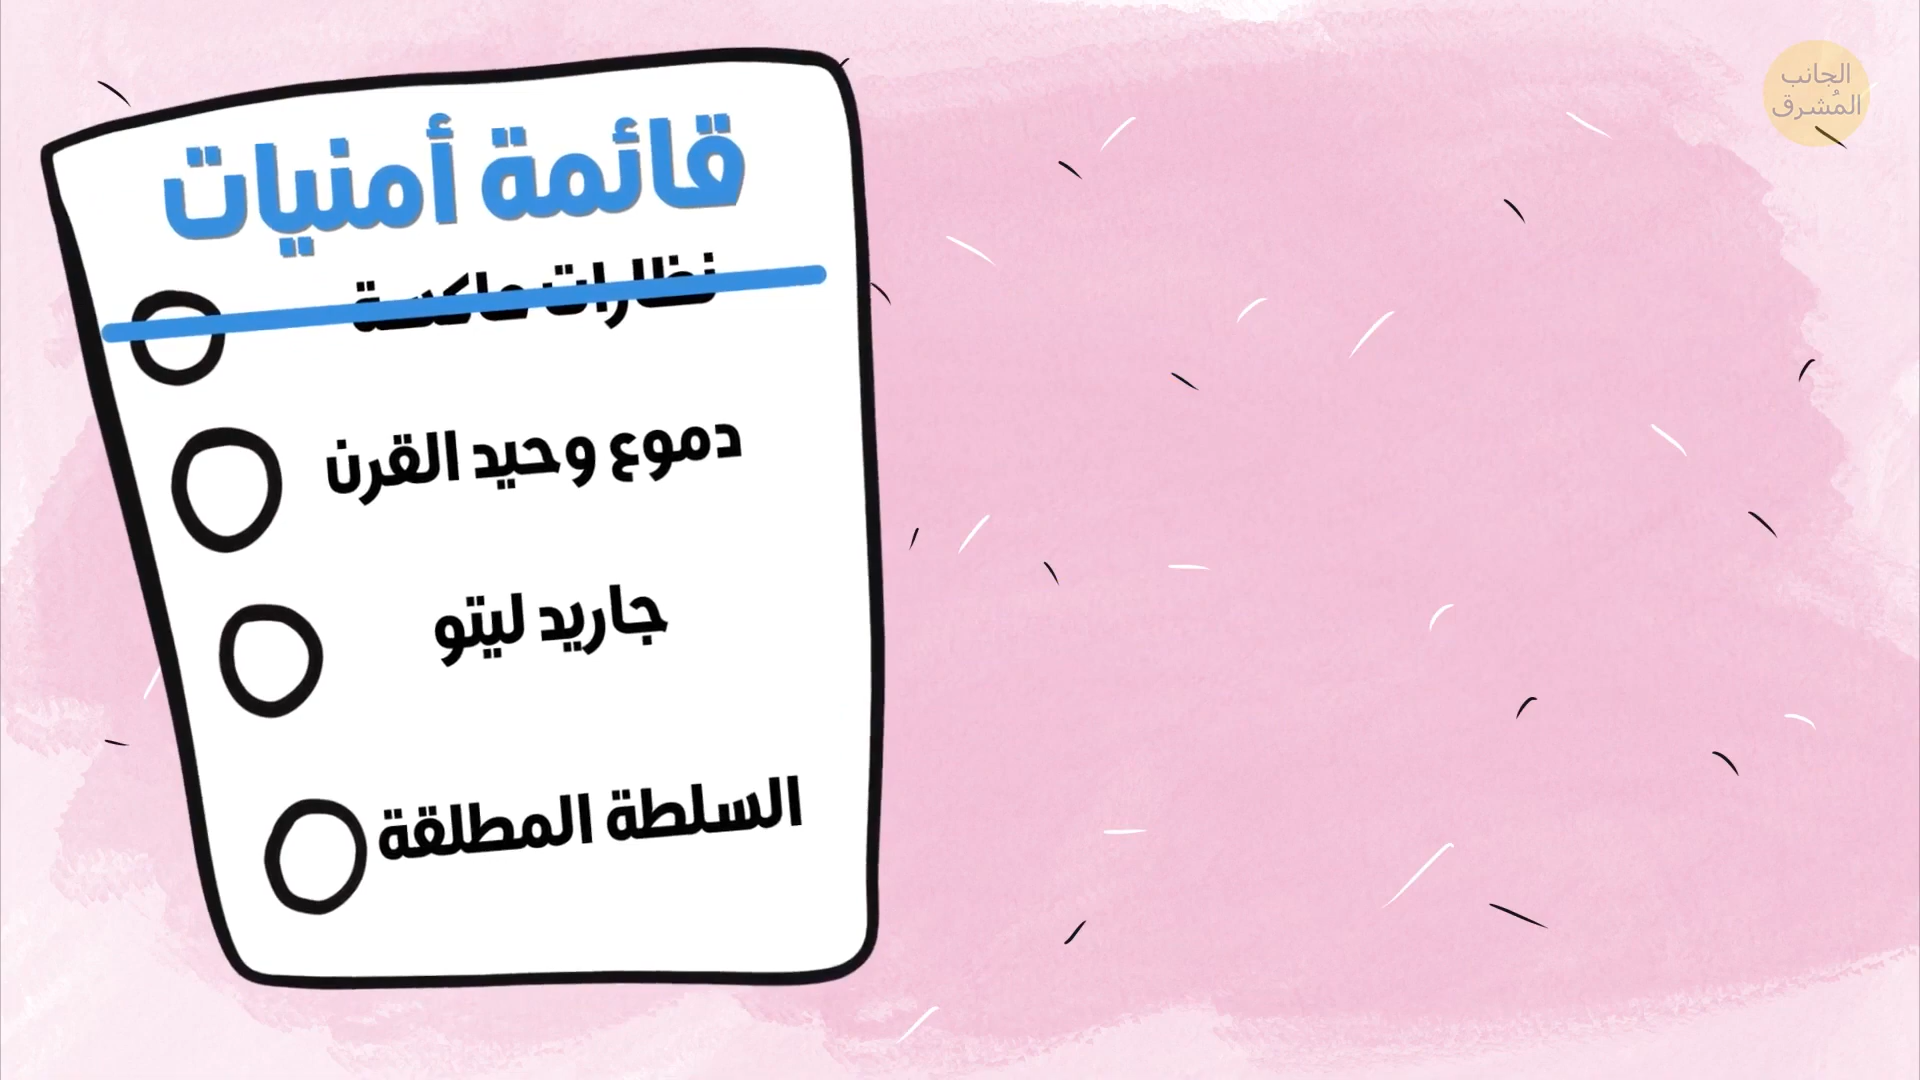 قائمة أمنيات
نظارات عاكسة
دموع وحيد القرن
جاريد ليتو
السلطة المطلقة
الجانب
المُشرق